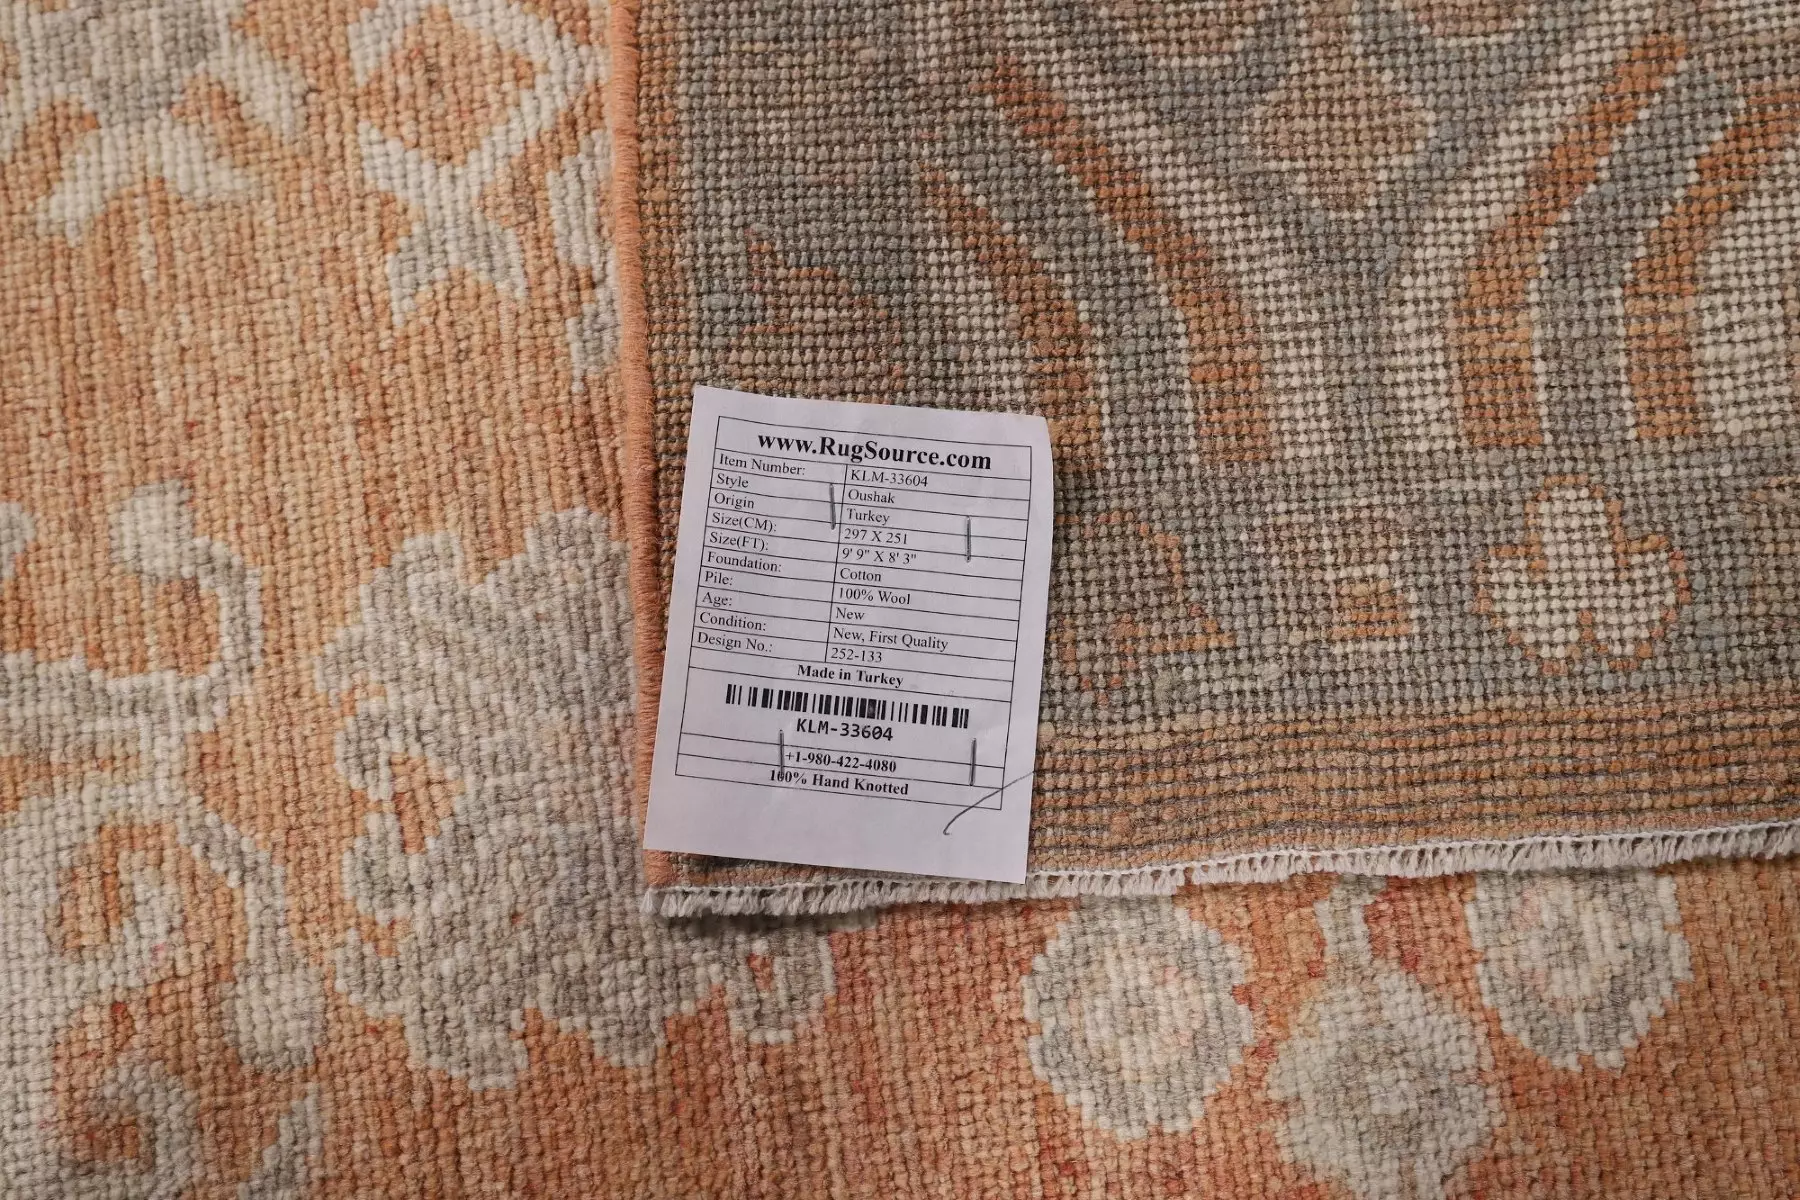 www.RugSource.com
Item Number: KLM-33604
Style Oushak
Origin Turkey
Size(CM): 297 X 251
Size(FT): 9' 9" X 8' 3"
Foundation: Cotton
Pile: 100% Wool
Age: New
Condition: New, First Quality
Design No.: 252-133
Made in Turkey
KLM-33604
+1-980-422-4080
100% Hand Knotted